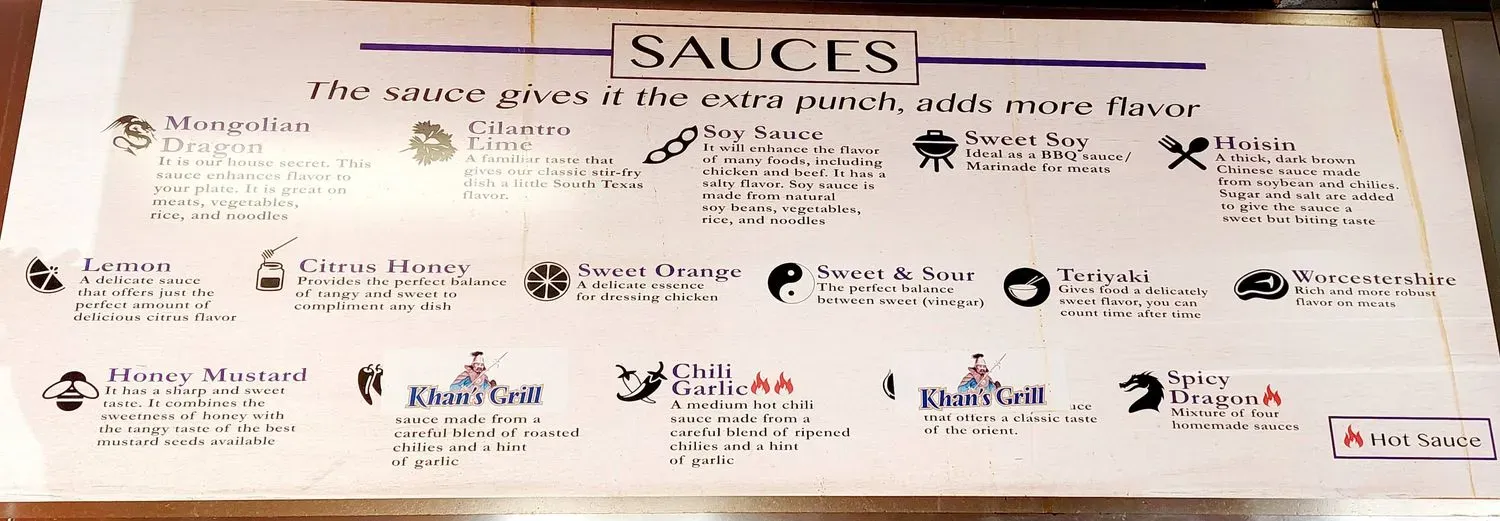 SAUCES
The sauce gives it the extra punch, adds more flavor
Mongolian
Dragon
It is our house secret. This
sauce enhances flavor to
your plate. It is great on
meats, vegetables,
rice, and noodles
Cilantro
Lime
A familiar taste that
gives our classic stir-fry
dish a little South Texas
flavor.
Soy Sauce
It will enhance the flavor
of many foods, including
chicken and beef. It has a
salty flavor. Soy sauce is
made from natural
soy beans, vegetables,
rice, and noodles
Sweet Soy
Ideal as a BBQ sauce/
Marinade for meats
Hoisin
A thick, dark brown
Chinese sauce made
from soybean and chilies.
Sugar and salt are added
to give the sauce a
sweet but biting taste
Lemon
A delicate sauce
that offers just the
perfect amount of
delicious citrus flavor
Citrus Honey
Provides the perfect balance
of tangy and sweet to
compliment any dish
Sweet Orange
A delicate essence
for dressing chicken
Sweet & Sour
The perfect balance
between sweet (vinegar)
Teriyaki
Gives food a delicately
sweet flavor, you can
count time after time
Worcestershire
Rich and more robust
flavor on meats
Honey Mustard
It has a sharp and sweet
taste. It combines the
sweetness of honey with
the tangy taste of the best
mustard seeds available
Khan's Grill
sauce made from a
careful blend of roasted
chilies and a hint
of garlic
Chili
Garlic
A medium hot chili
sauce made from a
careful blend of ripened
chilies and a hint
of garlic
Khan's Grill
that offers a classic taste
of the orient.
Spicy
Dragon
Mixture of four
homemade sauces
Hot Sauce